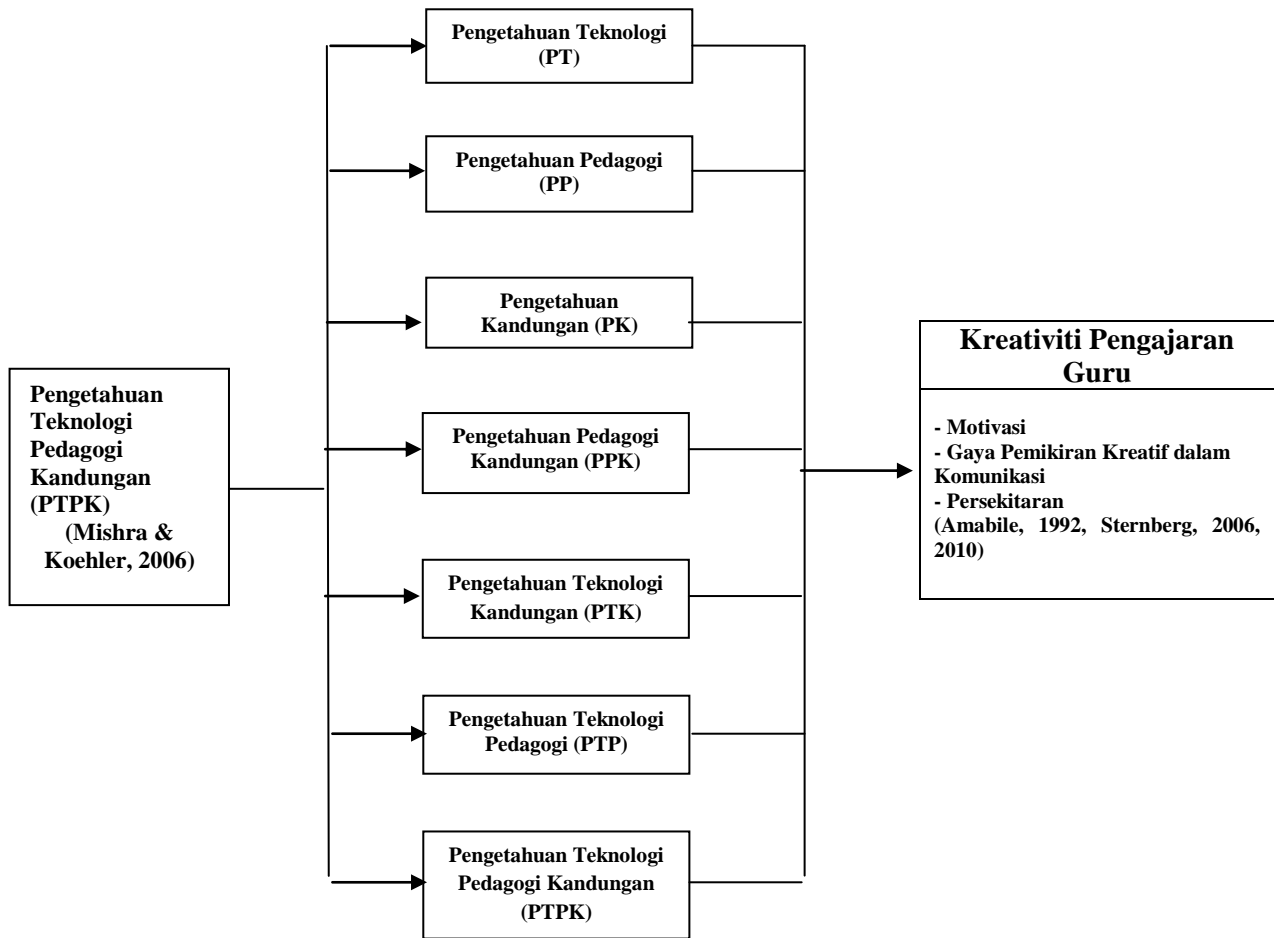 Pengetahuan
Teknologi
Pedagogi
Kandungan
(PTPK)
(Mishra &
Koehler, 2006)
Pengetahuan Teknologi
(PT)
Pengetahuan Pedagogi
(PP)
Pengetahuan
Kandungan (PK)
Pengetahuan Pedagogi
Kandungan (PPK)
Pengetahuan Teknologi
Kandungan (PTK)
Pengetahuan Teknologi
Pedagogi (PTP)
Pengetahuan Teknologi
Pedagogi Kandungan
(PTPK)
Kreativiti Pengajaran
Guru
- Motivasi
- Gaya Pemikiran Kreatif dalam
Komunikasi
- Persekitaran
(Amabile, 1992, Sternberg, 2006,
2010)